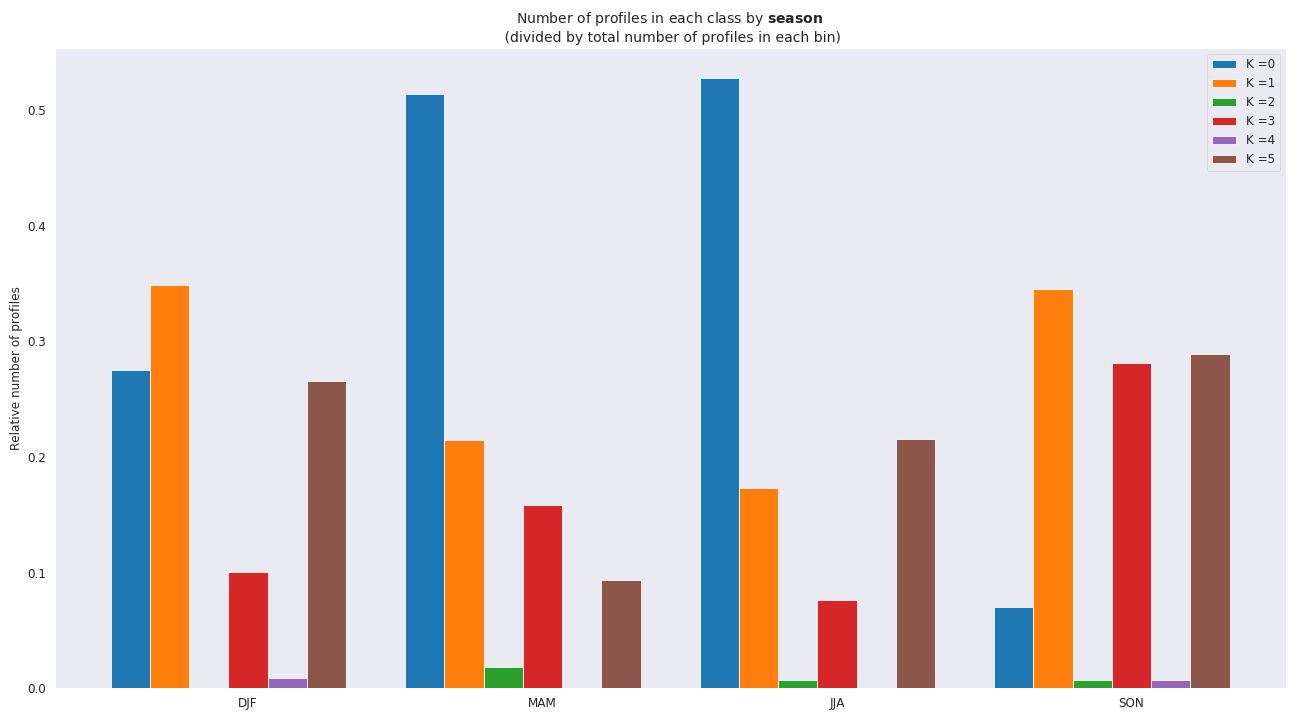 Number of profiles in each class by season
(divided by total number of profiles in each bin)
K =0
K =1
K =2
K =3
K =4
K =5
Relative number of profiles
0.5
0.4
0.3
0.2
0.1
0.0
DJF
MAM
JJA
SON